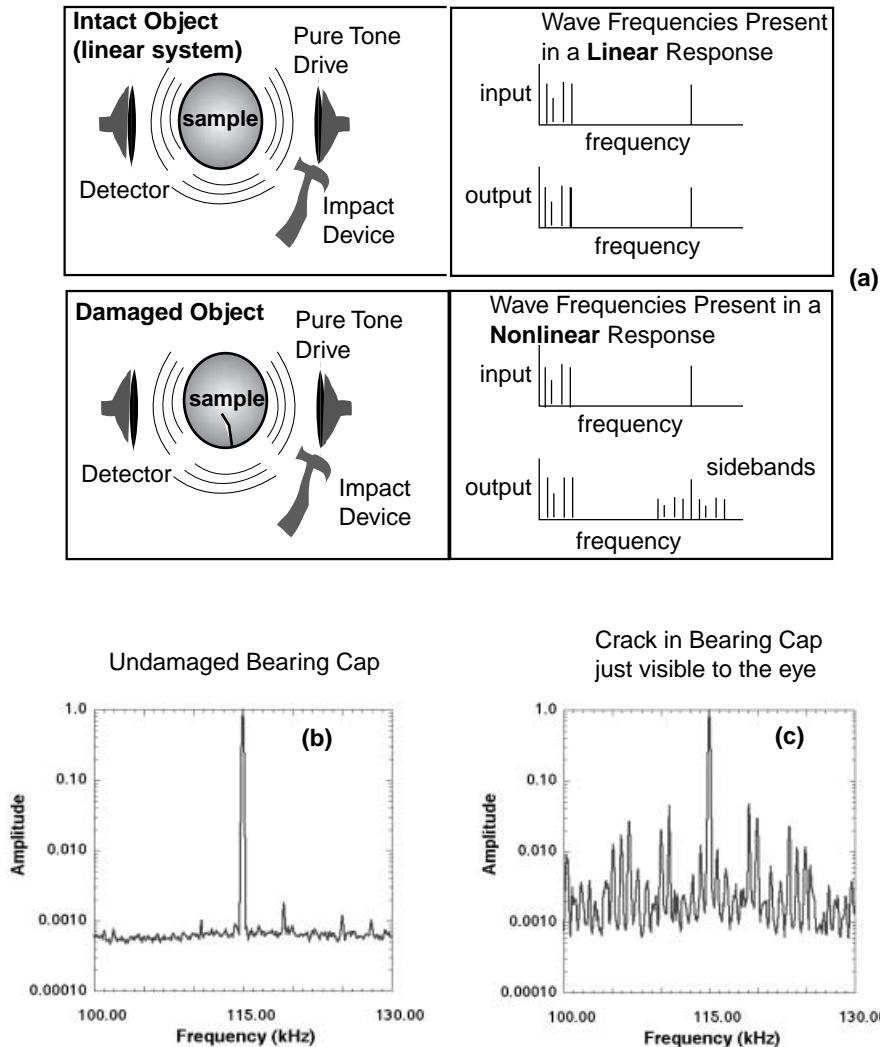 Intact Object
(linear system)
Pure Tone
Drive
sample
Detector
Impact
Device
Wave Frequencies Present
in a Linear Response
input
frequency
output
frequency
(a)
Damaged Object
Pure Tone
Drive
sample
Detector
Impact
Device
Wave Frequencies Present in a
Nonlinear Response
input
frequency
sidebands
output
frequency
Undamaged Bearing Cap
(b)
1.0
0.10
0.010
0.0010
0.00010
Amplitude
100.00 115.00 130.00
Frequency (kHz)
Crack in Bearing Cap
just visible to the eye
(c)
1.0
0.10
0.010
0.0010
0.00010
Amplitude
100.00 115.00 130.00
Frequency (kHz)